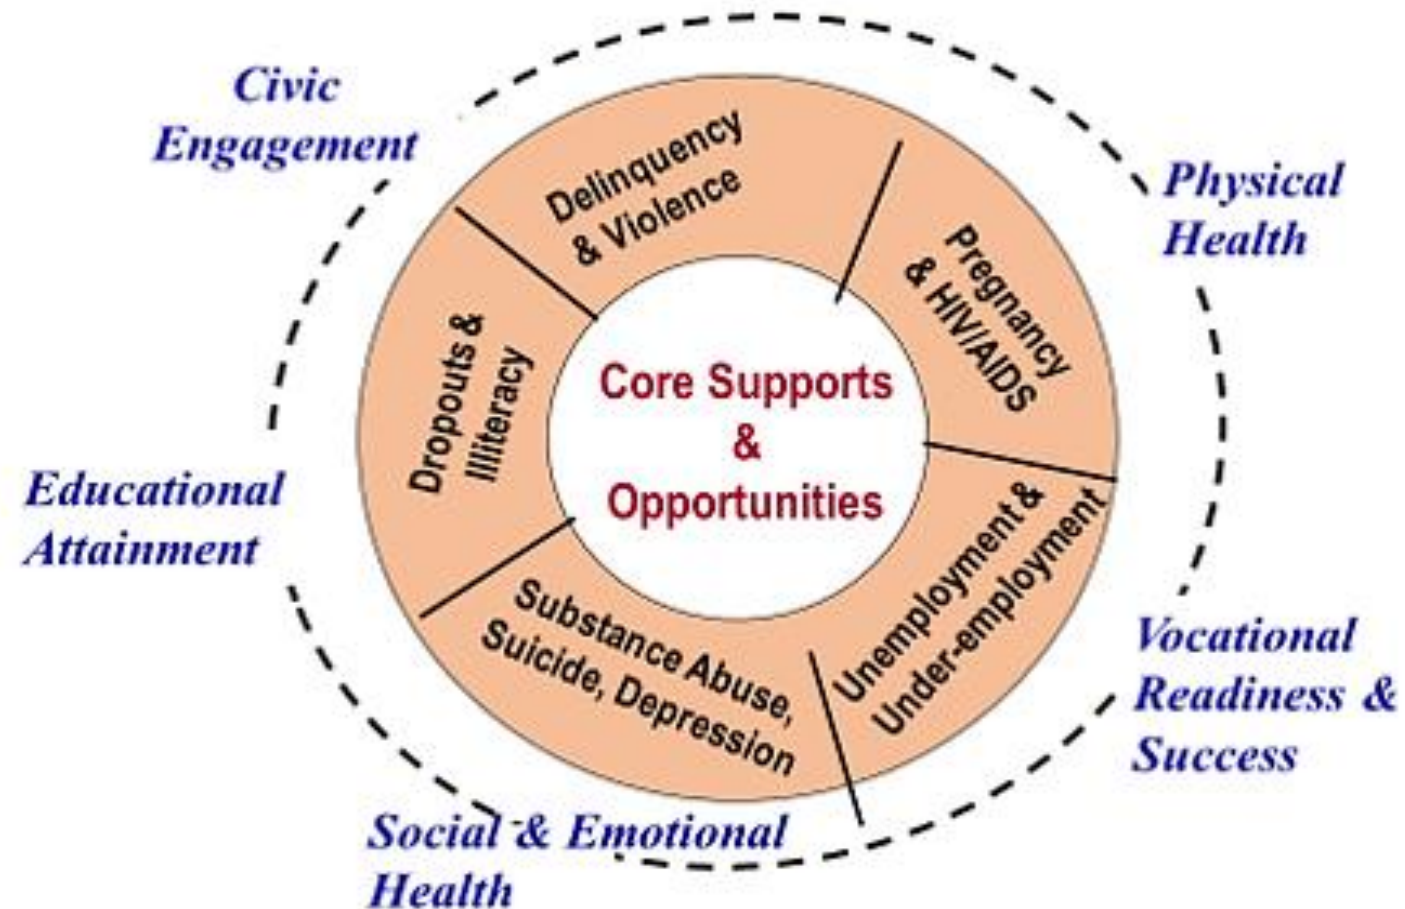 Civic
Engagement
Physical
Health
Delinquency
& Violence
Pregnancy
& HIV/AIDS
Dropouts &
Illiteracy
Core Supports
&
Opportunities
Educational
Attainment
Unemployment &
Under-employment
Substance Abuse,
Suicide, Depression
Vocational
Readiness &
Success
Social & Emotional
Health